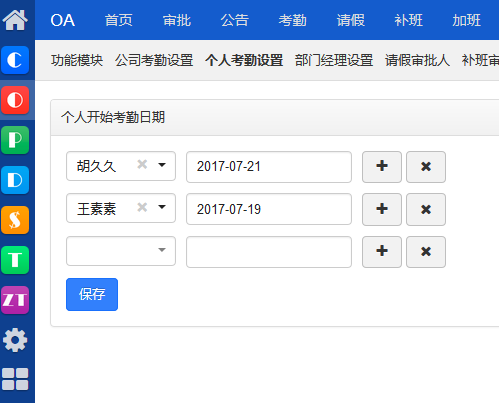 OA 首页 审批 公告 考勤 请假 补班 加班
功能模块 公司考勤设置 个人考勤设置 部门经理设置 请假审批人 补班审
个人开始考勤日期
胡久久 2017-07-21
王素素 2017-07-19
保存
C
O
P
D
S
T
ZT